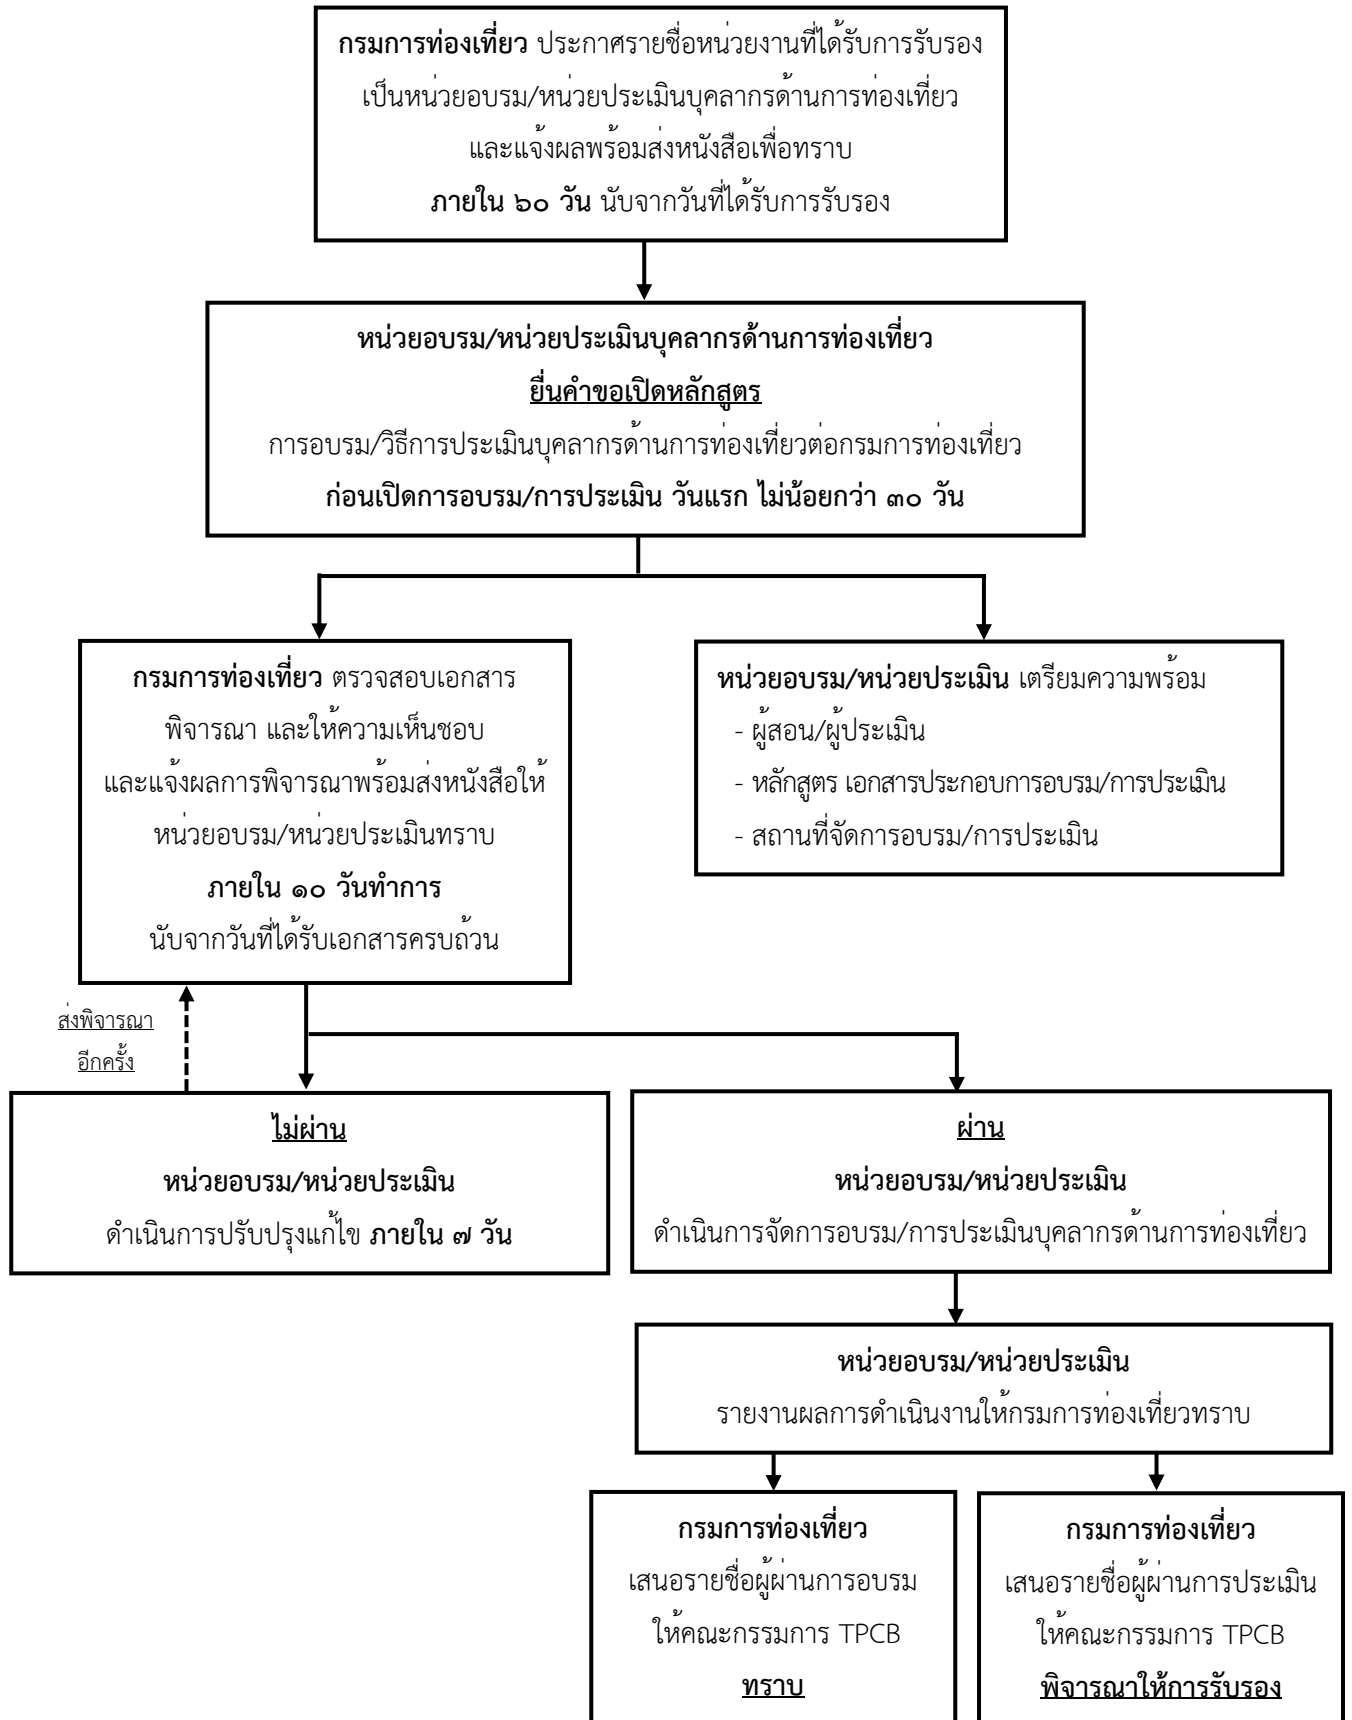 กรมการท่องเที่ยว ประกาศรายชื่อหน่วยงานที่ได้รับการรับรอง
เป็นหน่วยอบรม/หน่วยประเมินบุคลากรด้านการท่องเที่ยว
และแจ้งผลพร้อมส่งหนังสือเพื่อทราบ
ภายใน ๖๐ วัน นับจากวันที่ได้รับการรับรอง
หน่วยอบรม/หน่วยประเมินบุคลากรด้านการท่องเที่ยว
ยื่นคำขอเปิดหลักสูตร
การอบรม/วิธีการประเมินบุคลากรด้านการท่องเที่ยวต่อกรมการท่องเที่ยว
ก่อนเปิดการอบรม/การประเมิน วันแรก ไม่น้อยกว่า ๓๐ วัน
กรมการท่องเที่ยว ตรวจสอบเอกสาร
พิจารณา และให้ความเห็นชอบ
และแจ้งผลการพิจารณาพร้อมส่งหนังสือให้
หน่วยอบรม/หน่วยประเมินทราบ
ภายใน ๑๐ วันทำการ
นับจากวันที่ได้รับเอกสารครบถ้วน
หน่วยอบรม/หน่วยประเมิน เตรียมความพร้อม
- ผู้สอน/ผู้ประเมิน
- หลักสูตร เอกสารประกอบการอบรม/การประเมิน
- สถานที่จัดการอบรม/การประเมิน
ส่งพิจารณา
อีกครั้ง
ไม่ผ่าน
หน่วยอบรม/หน่วยประเมิน
ดำเนินการปรับปรุงแก้ไข ภายใน ๗ วัน
ผ่าน
หน่วยอบรม/หน่วยประเมิน
ดำเนินการจัดการอบรม/การประเมินบุคลากรด้านการท่องเที่ยว
หน่วยอบรม/หน่วยประเมิน
รายงานผลการดำเนินงานให้กรมการท่องเที่ยวทราบ
กรมการท่องเที่ยว
เสนอรายชื่อผู้ผ่านการอบรม
ให้คณะกรรมการ TPCB
ทราบ
กรมการท่องเที่ยว
เสนอรายชื่อผู้ผ่านการประเมิน
ให้คณะกรรมการ TPCB
พิจารณาให้การรับรอง